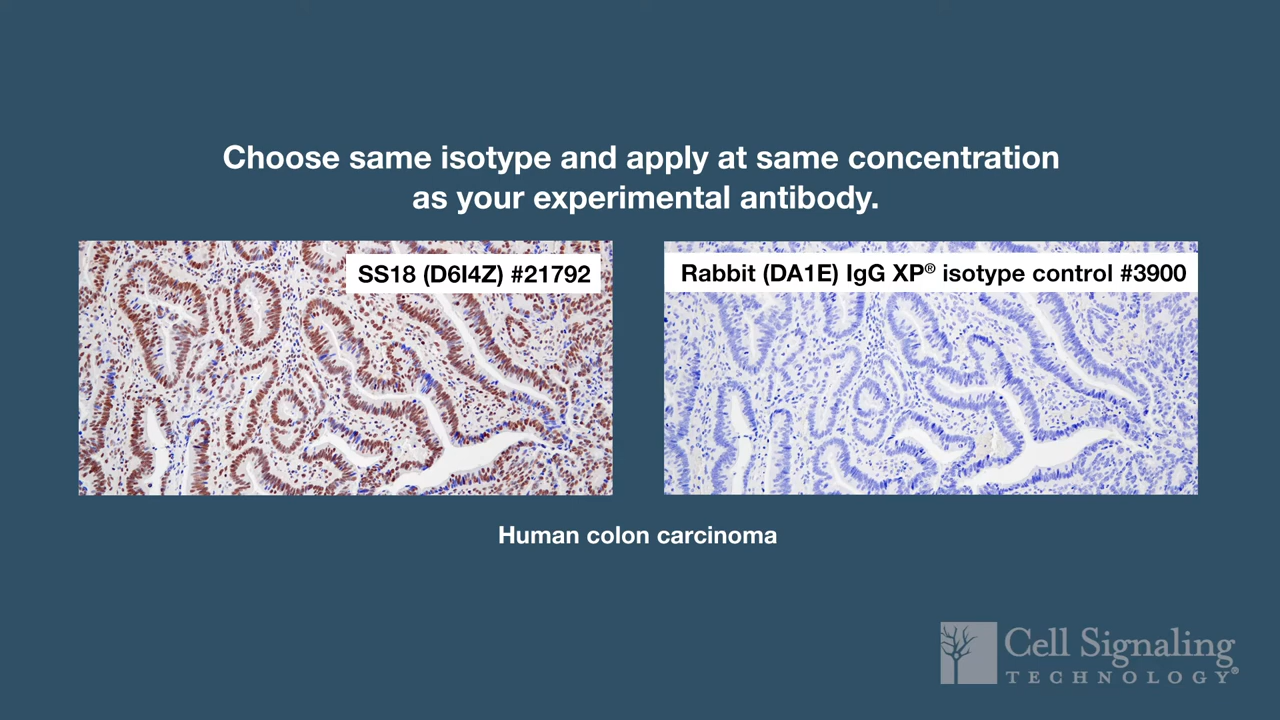 Choose same isotype and apply at same concentration
as your experimental antibody.
SS18 (D6I4Z) #21792
Rabbit (DA1E) IgG XP® isotype control #3900
Human colon carcinoma
Cell Signaling
TECHNOLOGY®